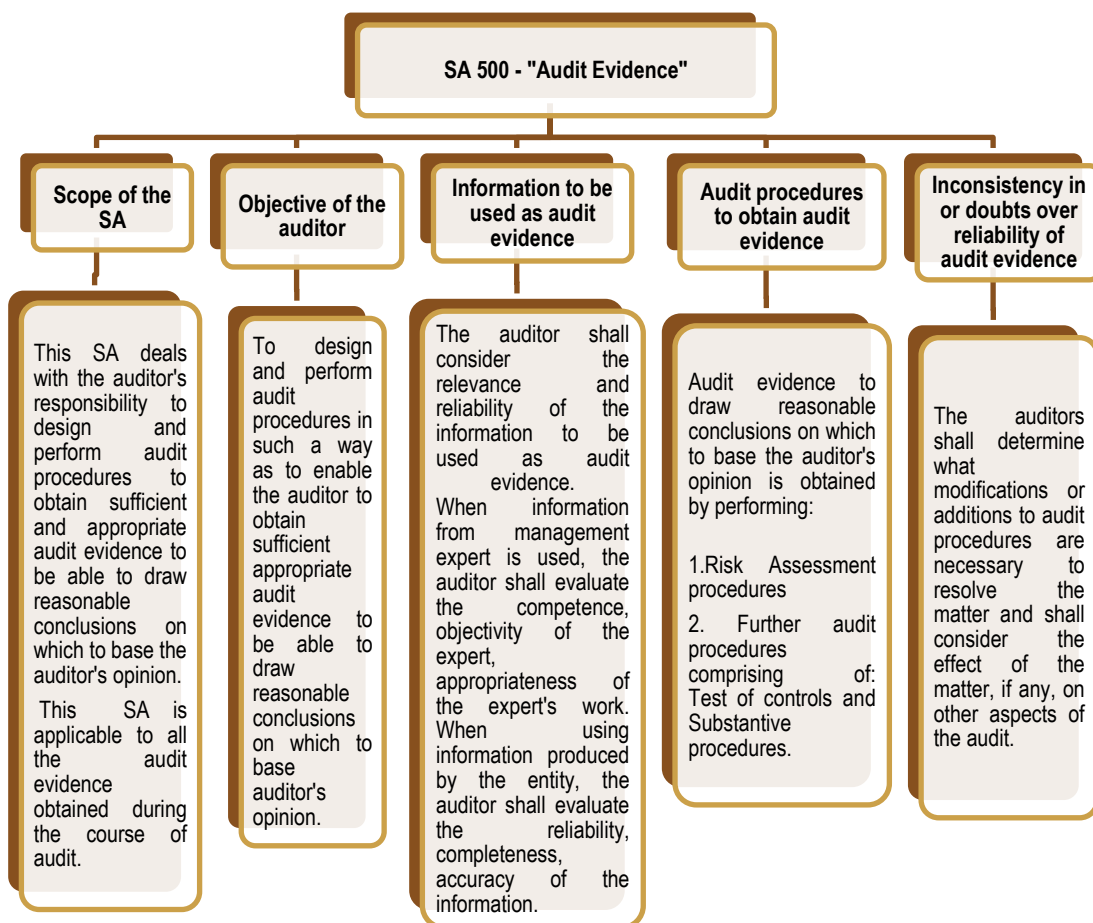 SA 500 - "Audit Evidence"
Scope of the
SA
Objective of the
auditor
Information to be
used as audit
evidence
Audit procedures
to obtain audit
evidence
Inconsistency in
or doubts over
reliability of
audit evidence
This SA deals
with the auditor's
responsibility to
design and
perform audit
procedures to
obtain sufficient
and appropriate
audit evidence to
be able to draw
reasonable
conclusions on
which to base the
auditor's opinion.
This SA is
applicable to all
the audit
evidence
obtained during
the course of
audit.
To design
and perform
audit
procedures in
such a way
as to enable
the auditor to
obtain
sufficient
appropriate
audit
evidence to
be able to
draw
reasonable
conclusions
on which to
base
auditor's
opinion.
The auditor shall
consider the
relevance and
reliability of the
information to be
used as audit
evidence.
When information
from management
expert is used, the
auditor shall evaluate
the competence,
objectivity of the
expert,
appropriateness of
the expert's work.
When using
information produced
by the entity, the
auditor shall evaluate
the reliability,
completeness,
accuracy of the
information.
Audit evidence to
draw reasonable
conclusions on which
to base the auditor's
opinion is obtained
by performing:
1.Risk Assessment
procedures
2. Further audit
procedures
comprising of:
Test of controls and
Substantive
procedures.
The auditors
shall determine
what
modifications or
additions to audit
procedures are
necessary to
resolve the
matter and shall
consider the
effect of the
matter, if any, on
other aspects of
the audit.